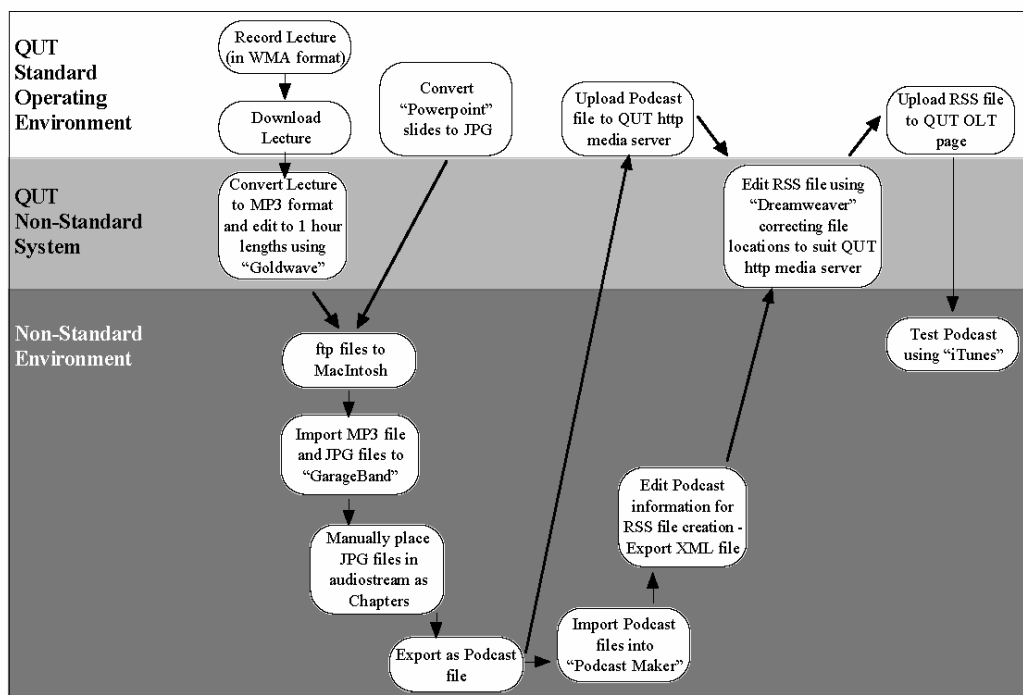 QUT
Standard
Operating
Environment
Record Lecture
(in WMA format)
Download
Lecture
Convert
“Powerpoint”
slides to JPG
Upload Podcast
file to QUT http
media server
Upload RSS file
to QUT OLT
page
QUT
Non-Standard
System
Convert Lecture
to MP3 format
and edit to 1 hour
lengths using
“Goldwave”
Edit RSS file using
“Dreamweaver”
correcting file
locations to suit QUT
http media server
Non-Standard
Environment
ftp files to
MacIntosh
Test Podcast
using “iTunes”
Import MP3 file
and JPG files to
“GarageBand”
Manually place
JPG files in
audiostream as
Chapters
Export as Podcast
file
Import Podcast
files into
“Podcast Maker”
Edit Podcast
information for
RSS file creation -
Export XML file